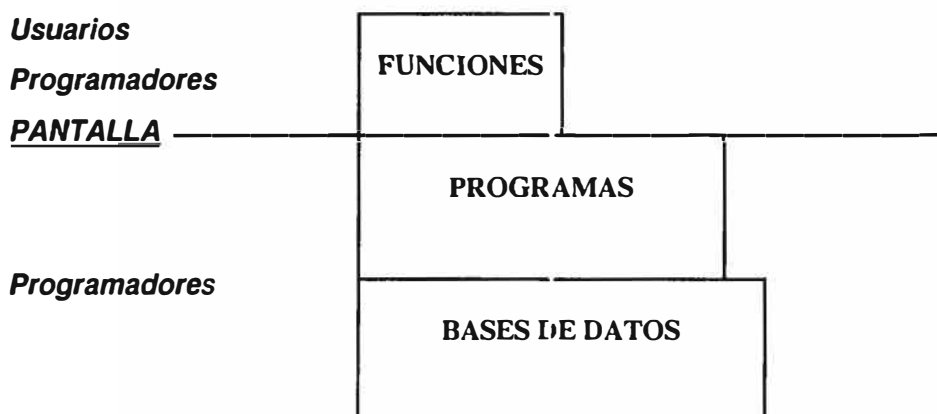 Usuarios
FUNCIONES
Programadores
PANTALLA
PROGRAMAS
Programadores
BASES DE DATOS